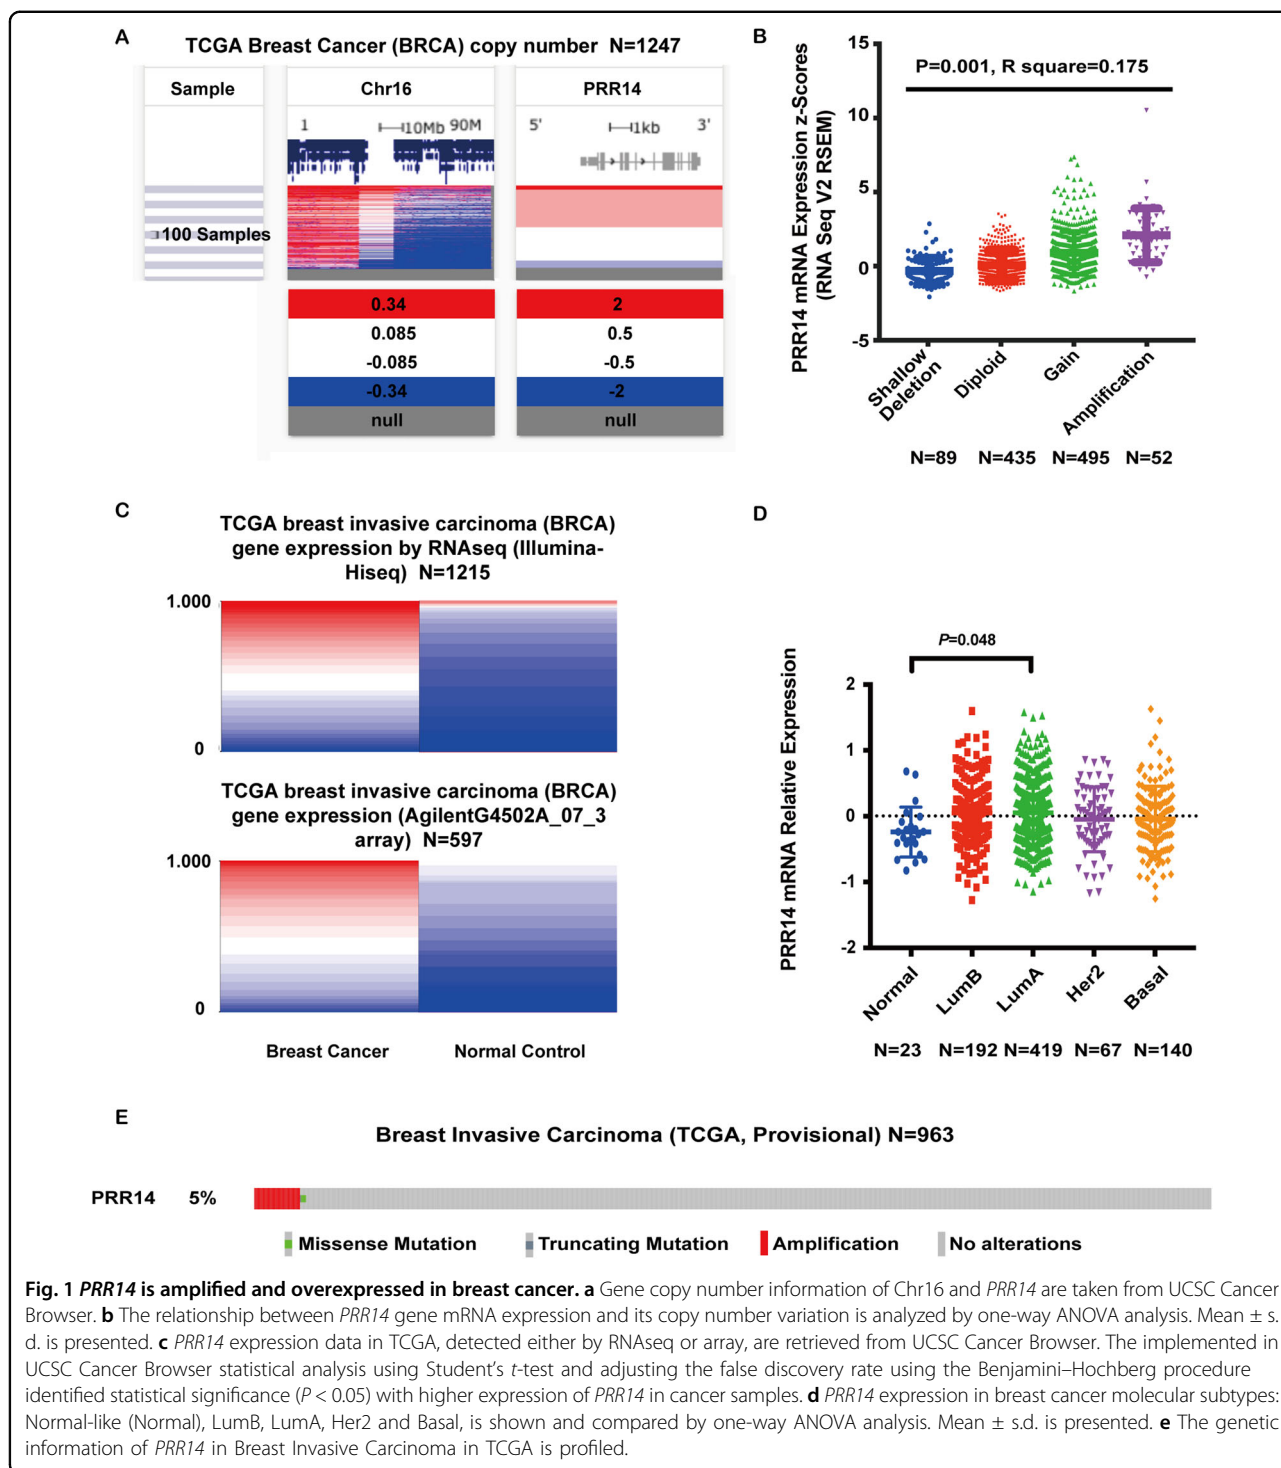 A
TCGA Breast Cancer (BRCA) copy number N=1247
Sample
Chr16
PRR14
1
10Mb 90M
5'
1kb
3'
100 Samples
0.34
2
0.085
0.5
-0.085
-0.5
-0.34
-2
null
null
B
P=0.001, R square=0.175
PRR14 mRNA Expression z-Scores
(RNA Seq V2 RSEM)
15
10
5
0
-5
Shallow
Deletion
Diploid
Gain
Amplification
N=89
N=435
N=495
N=52
C
TCGA breast invasive carcinoma (BRCA)
gene expression by RNAseq (Illumina-
Hiseq) N=1215
1.000
0
TCGA breast invasive carcinoma (BRCA)
gene expression (AgilentG4502A_07_3
array) N=597
1.000
0
Breast Cancer
Normal Control
D
P=0.048
PRR14 mRNA Relative Expression
2
1
0
-1
-2
Normal
LumB
LumA
Her2
Basal
N=23
N=192
N=419
N=67
N=140
E
Breast Invasive Carcinoma (TCGA, Provisional) N=963
PRR14 5%
Missense Mutation
Truncating Mutation
Amplification
No alterations
Fig. 1 PRR14 is amplified and overexpressed in breast cancer. a Gene copy number information of Chr16 and PRR14 are taken from UCSC Cancer
Browser. b The relationship between PRR14 gene mRNA expression and its copy number variation is analyzed by one-way ANOVA analysis. Mean ± s.
d. is presented. c PRR14 expression data in TCGA, detected either by RNAseq or array, are retrieved from UCSC Cancer Browser. The implemented in
UCSC Cancer Browser statistical analysis using Student's t-test and adjusting the false discovery rate using the Benjamini–Hochberg procedure
identified statistical significance (P < 0.05) with higher expression of PRR14 in cancer samples. d PRR14 expression in breast cancer molecular subtypes:
Normal-like (Normal), LumB, LumA, Her2 and Basal, is shown and compared by one-way ANOVA analysis. Mean ± s.d. is presented. e The genetic
information of PRR14 in Breast Invasive Carcinoma in TCGA is profiled.